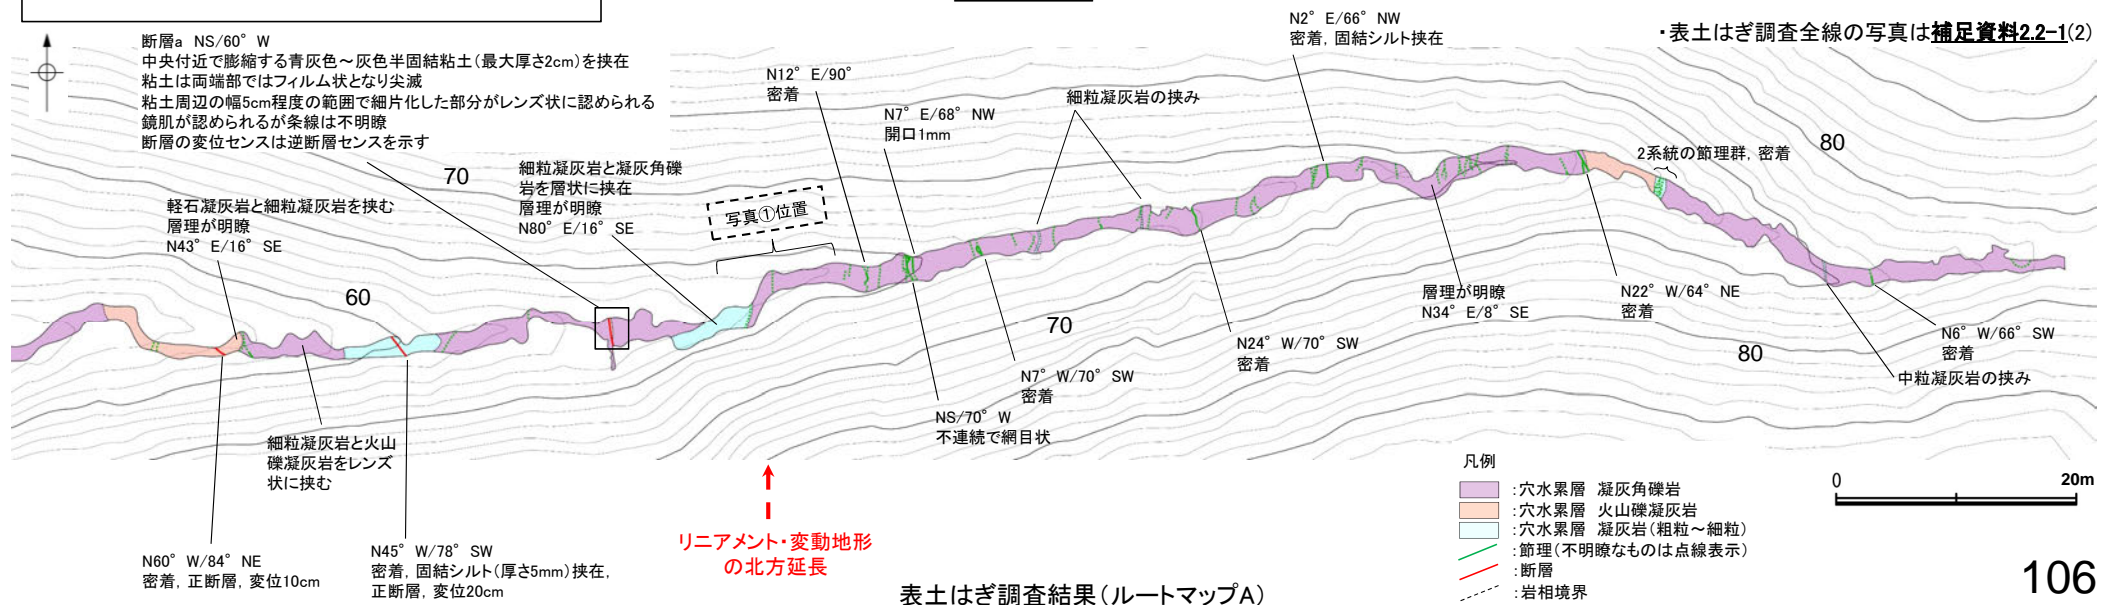 ・表土はぎ調査全線の写真は補足資料2.2-1(2)
断層a NS/60° W
中央付近で膨縮する青灰色～灰色半固結粘土(最大厚さ2cm)を挟在
粘土は両端部ではフィルム状となり尖滅
粘土周辺の幅5cm程度の範囲で細片化した部分がレンズ状に認められる
鏡肌が認められるが条線は不明瞭
断層の変位センスは逆断層センスを示す
N2° E/66° NW
密着, 固結シルト挟在
N12° E/90°
密着
N7° E/68° NW
開口1mm
細粒凝灰岩の挟み
2系統の節理群, 密着
80
70
細粒凝灰岩と凝灰角礫
岩を層状に挟在
層理が明瞭
N80° E/16° SE
軽石凝灰岩と細粒凝灰岩を挟む
層理が明瞭
N43° E/16° SE
写真①位置
60
70
80
層理が明瞭
N34° E/8° SE
N22° W/64° NE
密着
N6° W/66° SW
密着
中粒凝灰岩の挟み
N24° W/70° SW
密着
N7° W/70° SW
密着
NS/70° W
不連続で網目状
細粒凝灰岩と火山
礫凝灰岩をレンズ
状に挟む
N60° W/84° NE
密着, 正断層, 変位10cm
N45° W/78° SW
密着, 固結シルト(厚さ5mm)挟在,
正断層, 変位20cm
リニアメント・変動地形
の北方延長
凡例
:穴水累層 凝灰角礫岩
:穴水累層 火山礫凝灰岩
:穴水累層 凝灰岩(粗粒～細粒)
:節理(不明瞭なものは点線表示)
:断層
:岩相境界
0 20m
表土はぎ調査結果(ルートマップA)
106